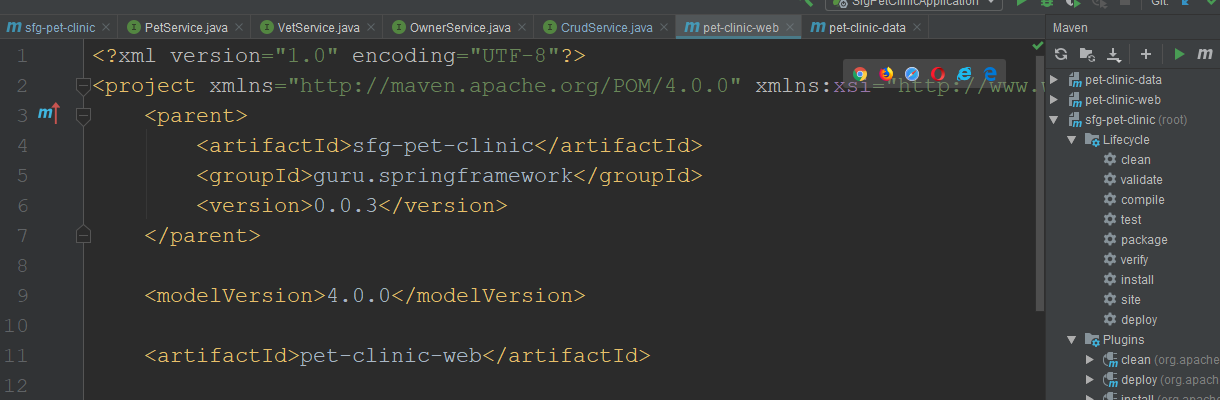 SfgPetClinicApplication
Git:
sfg-pet-clinic
PetService.java
VetService.java
OwnerService.java
CrudService.java
pet-clinic-web
pet-clinic-data
Maven
1 <?xml version="1.0" encoding="UTF-8"?>
2 <project xmlns="http://maven.apache.org/POM/4.0.0" xmlns:xsi="http://www.
3 <parent>
4 <artifactId>sfg-pet-clinic</artifactId>
5 <groupId>guru.springframework</groupId>
6 <version>0.0.3</version>
7 </parent>
8
9 <modelVersion>4.0.0</modelVersion>
10
11 <artifactId>pet-clinic-web</artifactId>
12
pet-clinic-data
pet-clinic-web
sfg-pet-clinic (root)
Lifecycle
clean
validate
compile
test
package
verify
install
site
deploy
Plugins
clean (org.apache
deploy (org.apach
install (org.apach